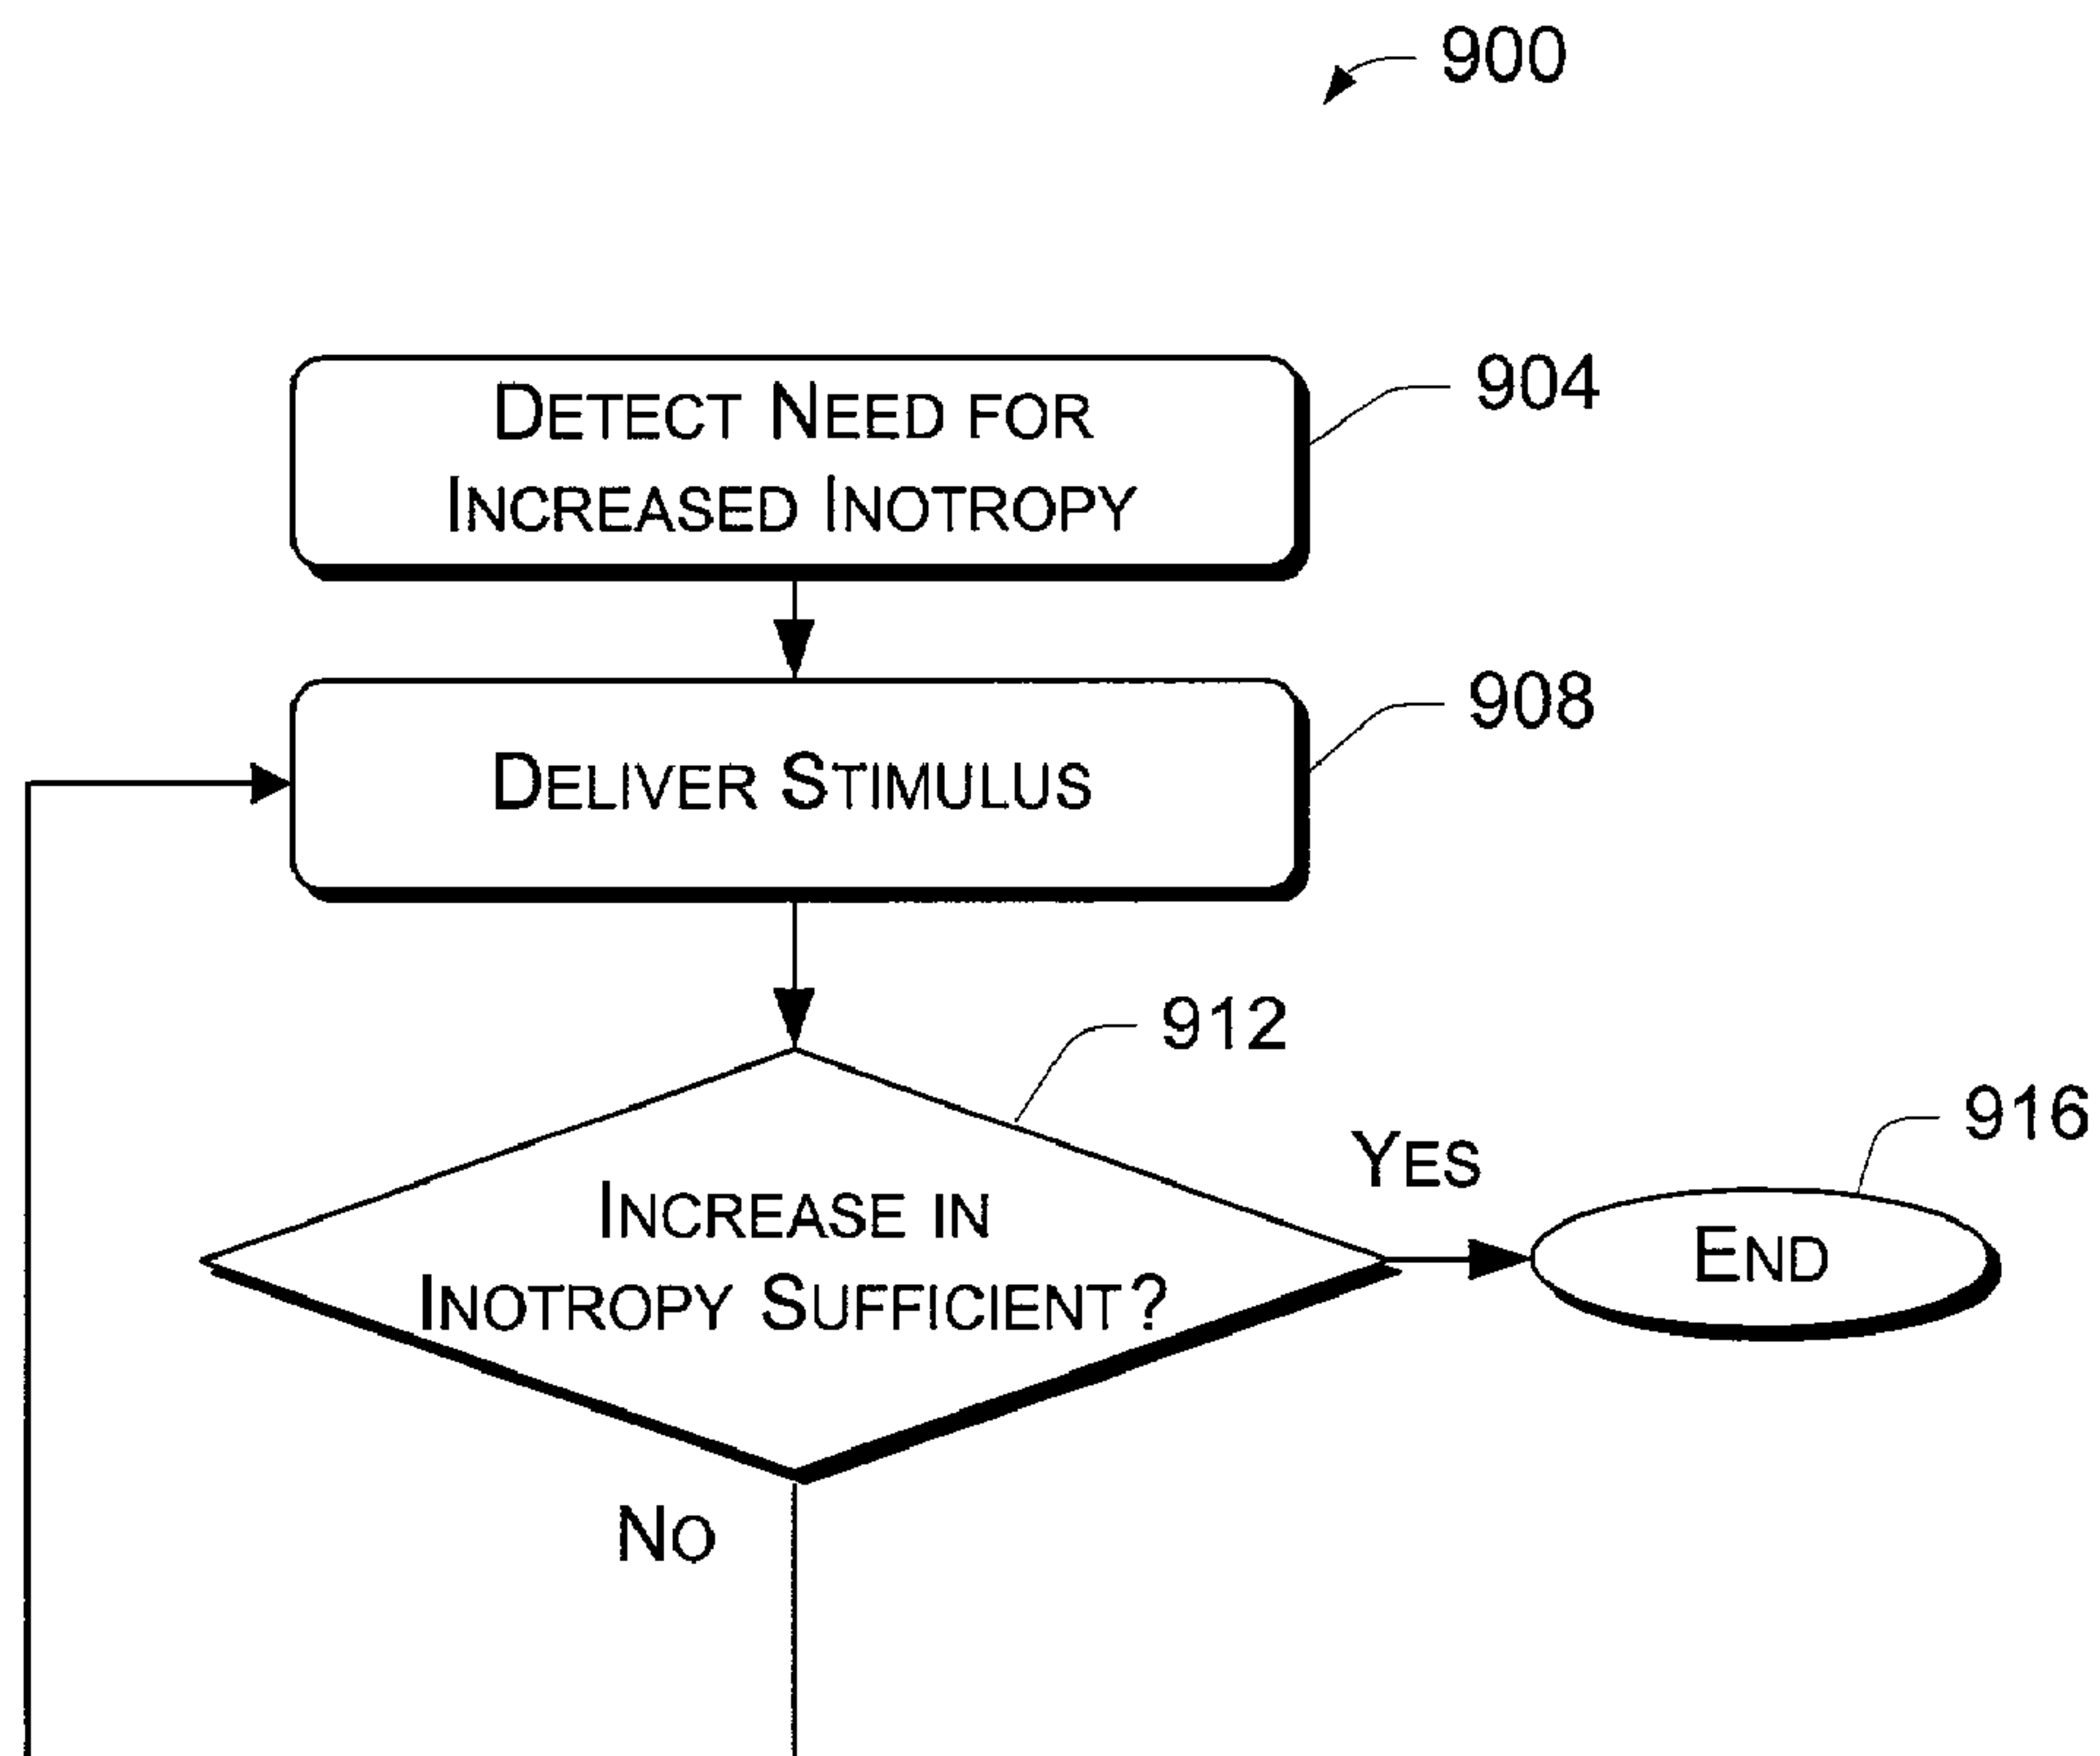 900
DETECT NEED FOR
INCREASED INOTROPY
904
DELIVER STIMULUS
908
912
INCREASE IN
INOTROPY SUFFICIENT?
YES
916
END
NO